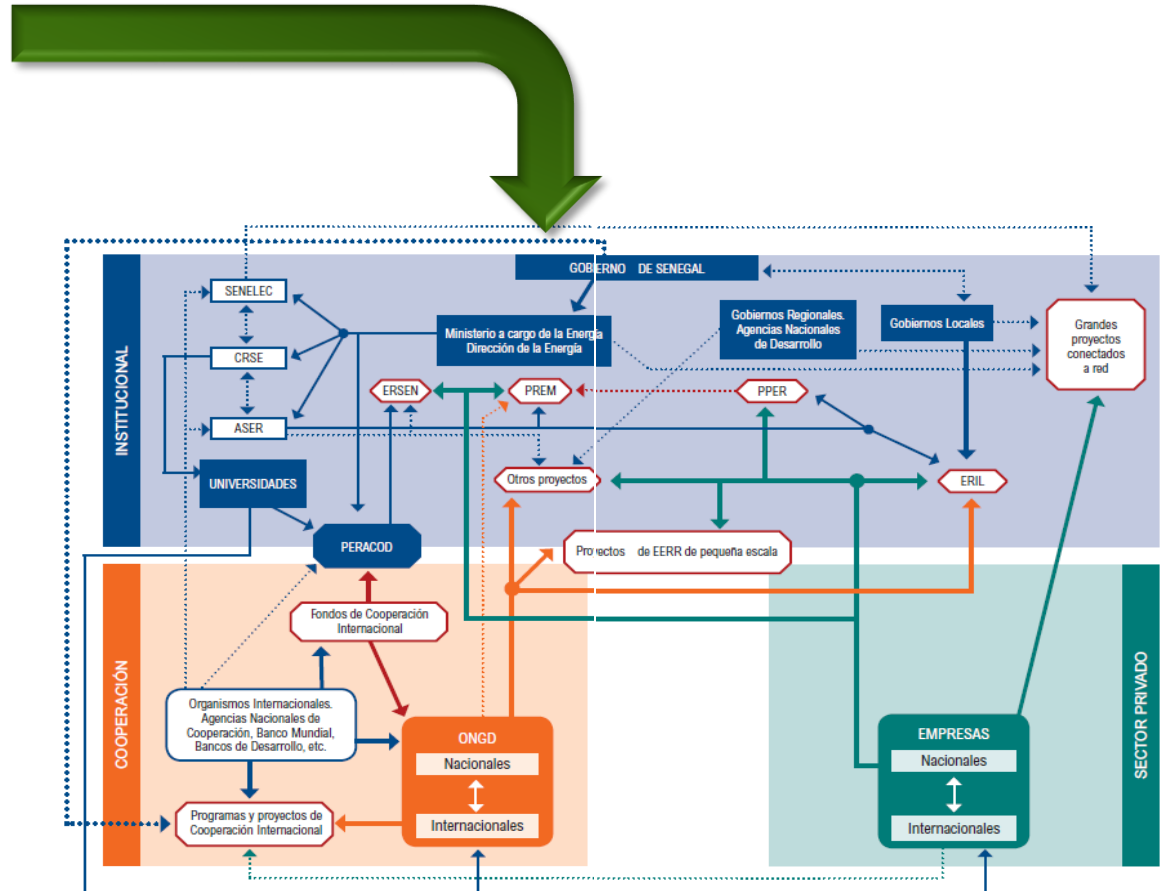 GOBIERNO DE SENEGAL
INSTITUCIONAL
SENELEC
CRSE
ASER
UNIVERSIDADES
Ministerio a cargo de la Energía
Dirección de la Energía
Gobiernos Regionales.
Agencias Nacionales
de Desarrollo
Gobiernos Locales
Grandes
proyectos
conectados
a red
ERSEN
PREM
PPER
Otros proyectos
ERIL
PERACOD
Proyectos de EERR de pequeña escala
COOPERACIÓN
Fondos de Cooperación
Internacional
Organismos Internacionales.
Agencias Nacionales de
Cooperación, Banco Mundial,
Bancos de Desarrollo, etc.
Programas y proyectos de
Cooperación Internacional
ONGD
Nacionales
Internacionales
EMPRESAS
Nacionales
Internacionales
SECTOR PRIVADO